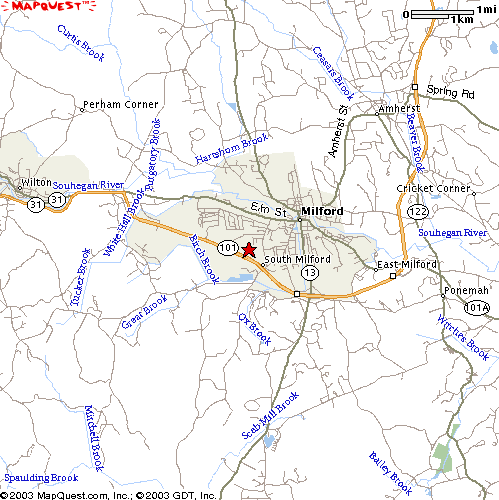 MAPQUEST™
0 1mi
1km
Curtis Brook
Ceasars Brook
Spring Rd
Perham Corner
Amherst
Amherst St
Beaver Brook
Hartshorn Brook
Purgatory Brook
Wilton
Souhegan River
Cricket Corner
31
31
Elm St
Milford
122
White Hall Brook
Souhegan River
101
Birch Brook
South Milford
East Milford
13
Tucker Brook
Ponemah
Great Brook
Ox Brook
101A
Witches Brook
Scab Mill Brook
Mitchell Brook
Bailey Brook
Spaulding Brook
©2003 MapQuest.com, Inc.; ©2003 GDT, Inc.